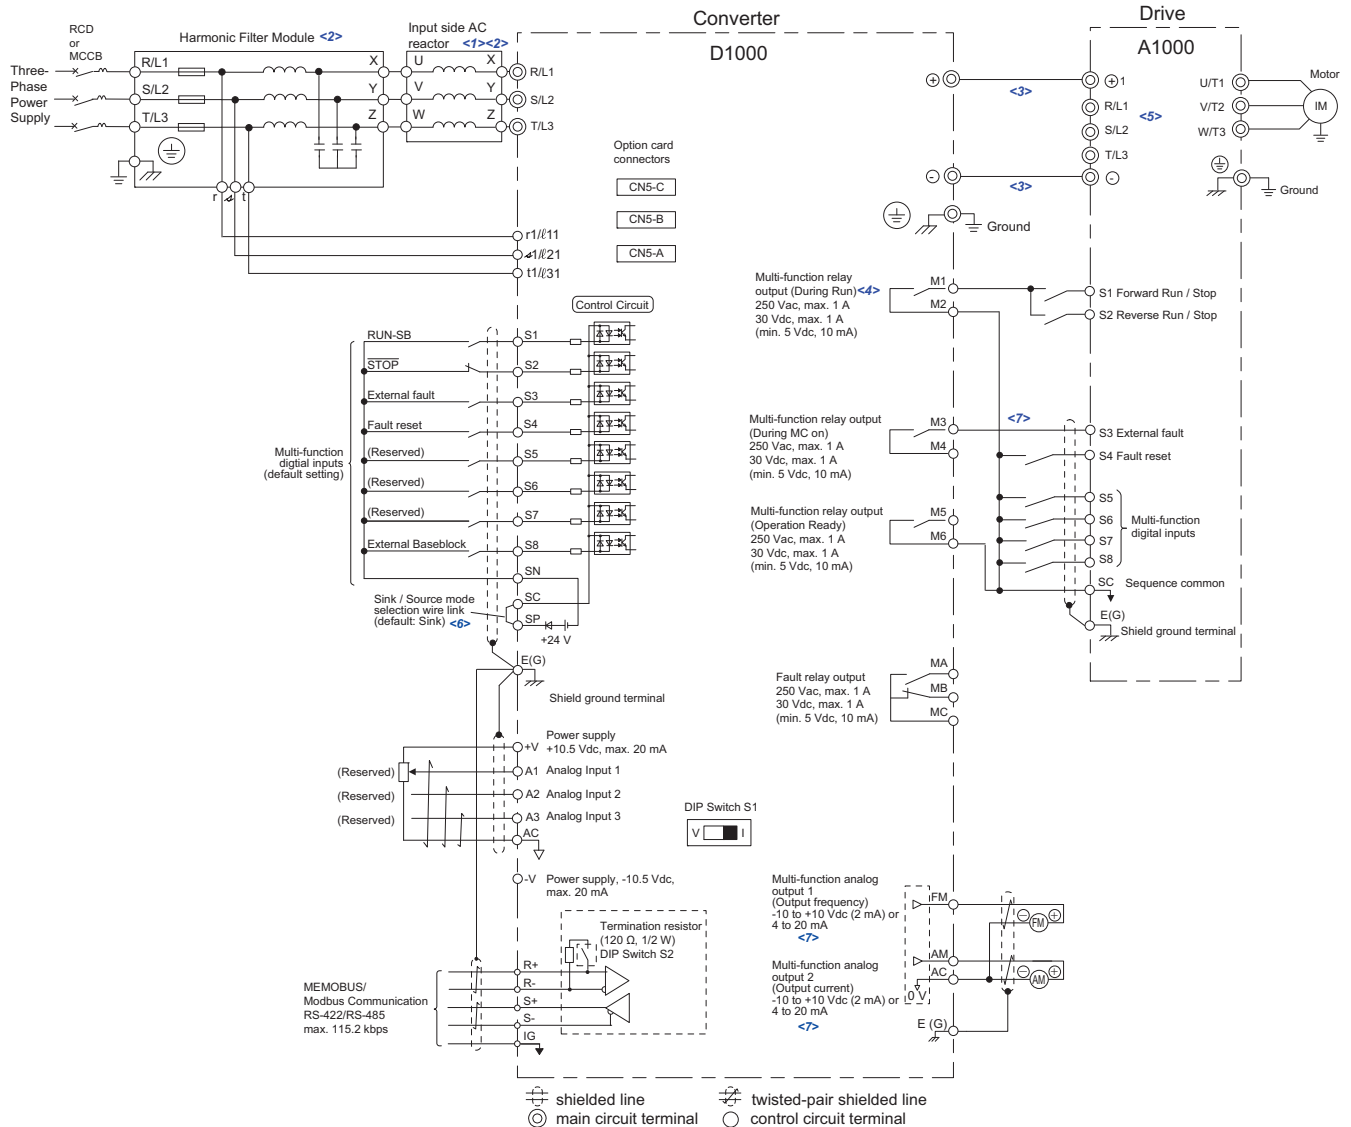 Converter
Drive
RCD
or
MCCB
Harmonic Filter Module <2>
Input side AC
reactor <1><2>
D1000
A1000
Three-
Phase
Power
Supply
R/L1
S/L2
T/L3
X
Y
Z
U
V
W
X
Y
Z
R/L1
S/L2
T/L3
r
t
r1/ℓ11
1/ℓ21
t1/ℓ31
Option card
connectors
CN5-C
CN5-B
CN5-A
+
<3>
+1
R/L1
S/L2
T/L3
<5>
-
<3>
-
U/T1
V/T2
W/T3
Motor
IM
Ground
Ground
Control Circuit
Multi-function
digtial inputs
(default setting)
RUN-SB
S1
STOP
S2
External fault
S3
Fault reset
S4
(Reserved)
S5
(Reserved)
S6
(Reserved)
S7
External Baseblock
S8
SN
SC
SP
+24 V
Sink / Source mode
selection wire link
(default: Sink) <6>
E(G)
Shield ground terminal
Multi-function relay
output (During Run)<4>
250 Vac, max. 1 A
30 Vdc, max. 1 A
(min. 5 Vdc, 10 mA)
M1
M2
S1 Forward Run / Stop
S2 Reverse Run / Stop
Multi-function relay output
(During MC on)
250 Vac, max. 1 A
30 Vdc, max. 1 A
(min. 5 Vdc, 10 mA)
M3
M4
<7>
S3 External fault
S4 Fault reset
Multi-function relay output
(Operation Ready)
250 Vac, max. 1 A
30 Vdc, max. 1 A
(min. 5 Vdc, 10 mA)
M5
M6
S5
S6
S7
S8
Multi-function
digital inputs
SC Sequence common
E(G)
Shield ground terminal
Fault relay output
250 Vac, max. 1 A
30 Vdc, max. 1 A
(min. 5 Vdc, 10 mA)
MA
MB
MC
+V
Power supply
+10.5 Vdc, max. 20 mA
(Reserved)
A1 Analog Input 1
(Reserved)
A2 Analog Input 2
(Reserved)
A3 Analog Input 3
AC
-V Power supply, -10.5 Vdc,
max. 20 mA
DIP Switch S1
V
I
Termination resistor
(120 Ω, 1/2 W)
DIP Switch S2
MEMOBUS/
Modbus Communication
RS-422/RS-485
max. 115.2 kbps
R+
R-
S+
S-
IG
Multi-function analog
output 1
(Output frequency)
-10 to +10 Vdc (2 mA) or
4 to 20 mA
<7>
Multi-function analog
output 2
(Output current)
-10 to +10 Vdc (2 mA) or
4 to 20 mA
<7>
FM
AM
AC
0 V
E (G)
- FM +
- AM +
shielded line
twisted-pair shielded line
main circuit terminal
control circuit terminal